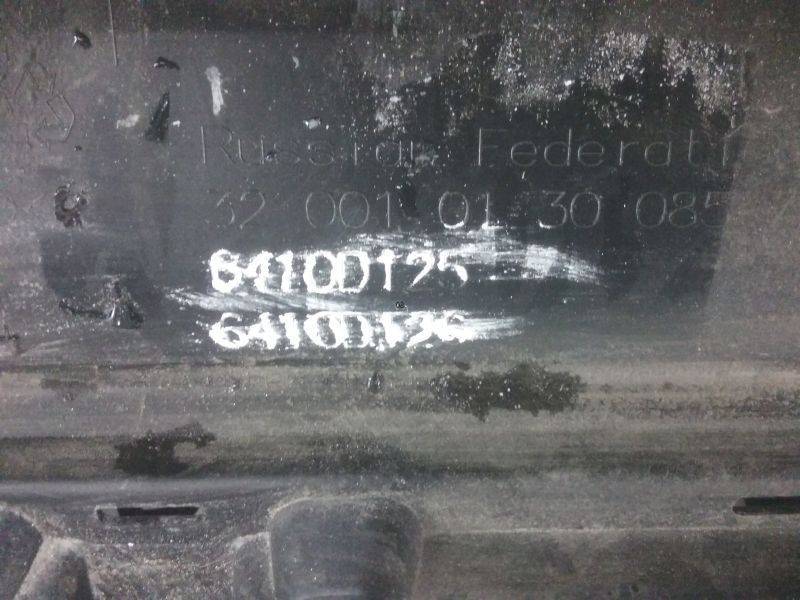 Russian Federati
32 001 01 30 085
6410D125
6410D126